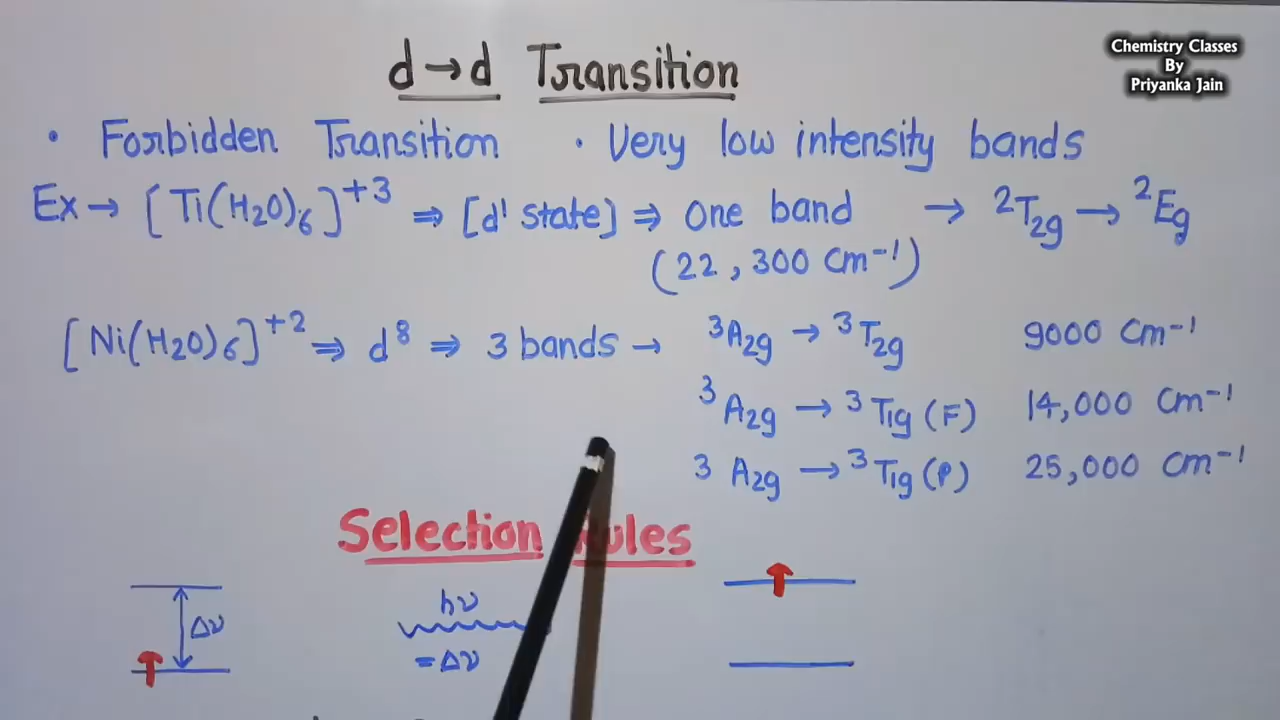 d→d Transition
Chemistry Classes
By
Priyanka Jain
• Forbidden Transition • Very low intensity bands
Ex→ [Ti(H₂O)₆]⁺³ ⇒ [d¹ state] ⇒ One band → ²T₂g → ²Eg
(22,300 Cm⁻¹)
[Ni(H₂O)₆]⁺² ⇒ d⁸ ⇒ 3 bands → ³A₂g → ³T₂g 9000 Cm⁻¹
³A₂g → ³T₁g (F) 14,000 Cm⁻¹
³A₂g → ³T₁g (P) 25,000 Cm⁻¹
Selection Rules
hν
Δν
=Δν